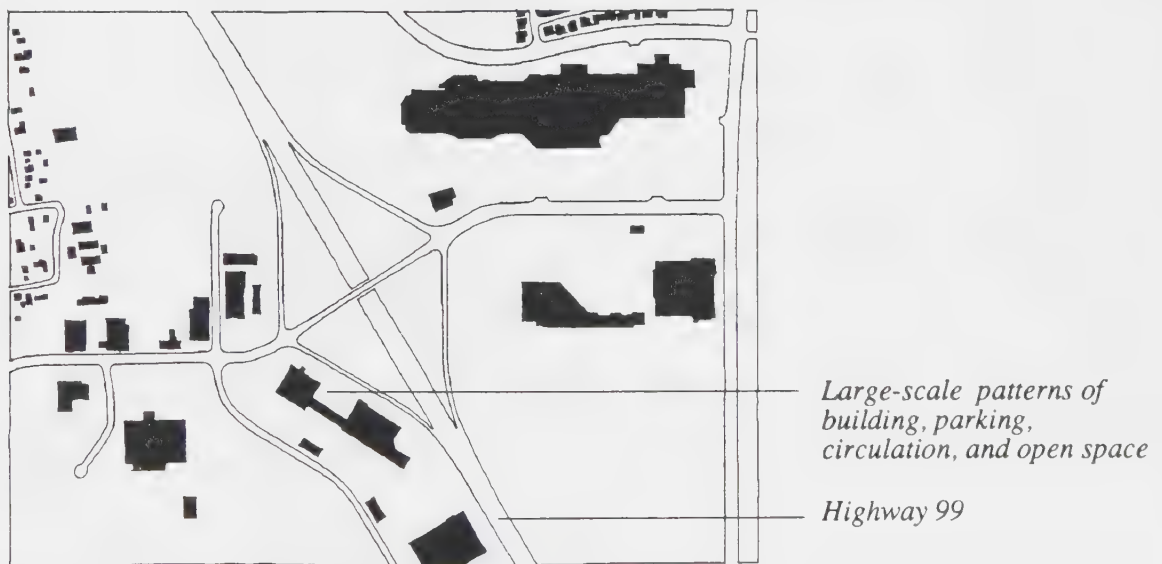 Large-scale patterns of
building, parking,
circulation, and open space
Highway 99